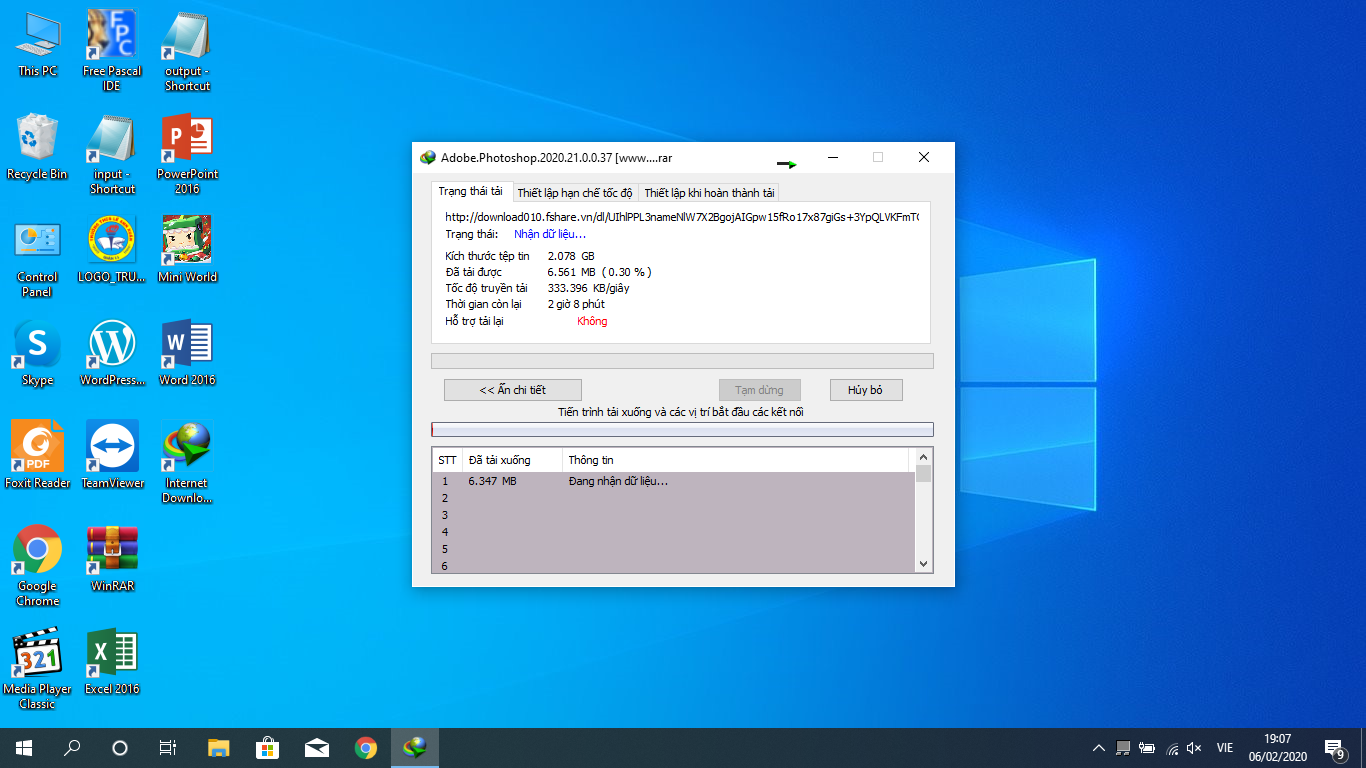 This PC
Free Pascal
IDE
output -
Shortcut
Recycle Bin
input -
Shortcut
PowerPoint
2016
Control
Panel
LOGO_TRU...
Mini World
Skype
WordPress...
Word 2016
Foxit Reader
TeamViewer
Internet
Downlo...
Google
Chrome
WinRAR
Media Player
Classic
Excel 2016
Adobe.Photoshop.2020.21.0.0.37 [www....rar
Trạng thái tải
Thiết lập hạn chế tốc độ
Thiết lập khi hoàn thành tải
Trạng thái: Nhận dữ liệu...
Kích thước tệp tin 2.078 GB
Đã tải được 6.561 MB ( 0.30 % )
Tốc độ truyền tải 333.396 KB/giây
Thời gian còn lại 2 giờ 8 phút
Hỗ trợ tải lại Không
<< Ẩn chi tiết
Tạm dừng
Hủy bỏ
Tiến trình tải xuống và các vị trí bắt đầu các kết nối
STT Đã tải xuống Thông tin
1 6.347 MB Đang nhận dữ liệu...
2
3
4
5
6
FPC
PDF
321
VIE
19:07
06/02/2020
9